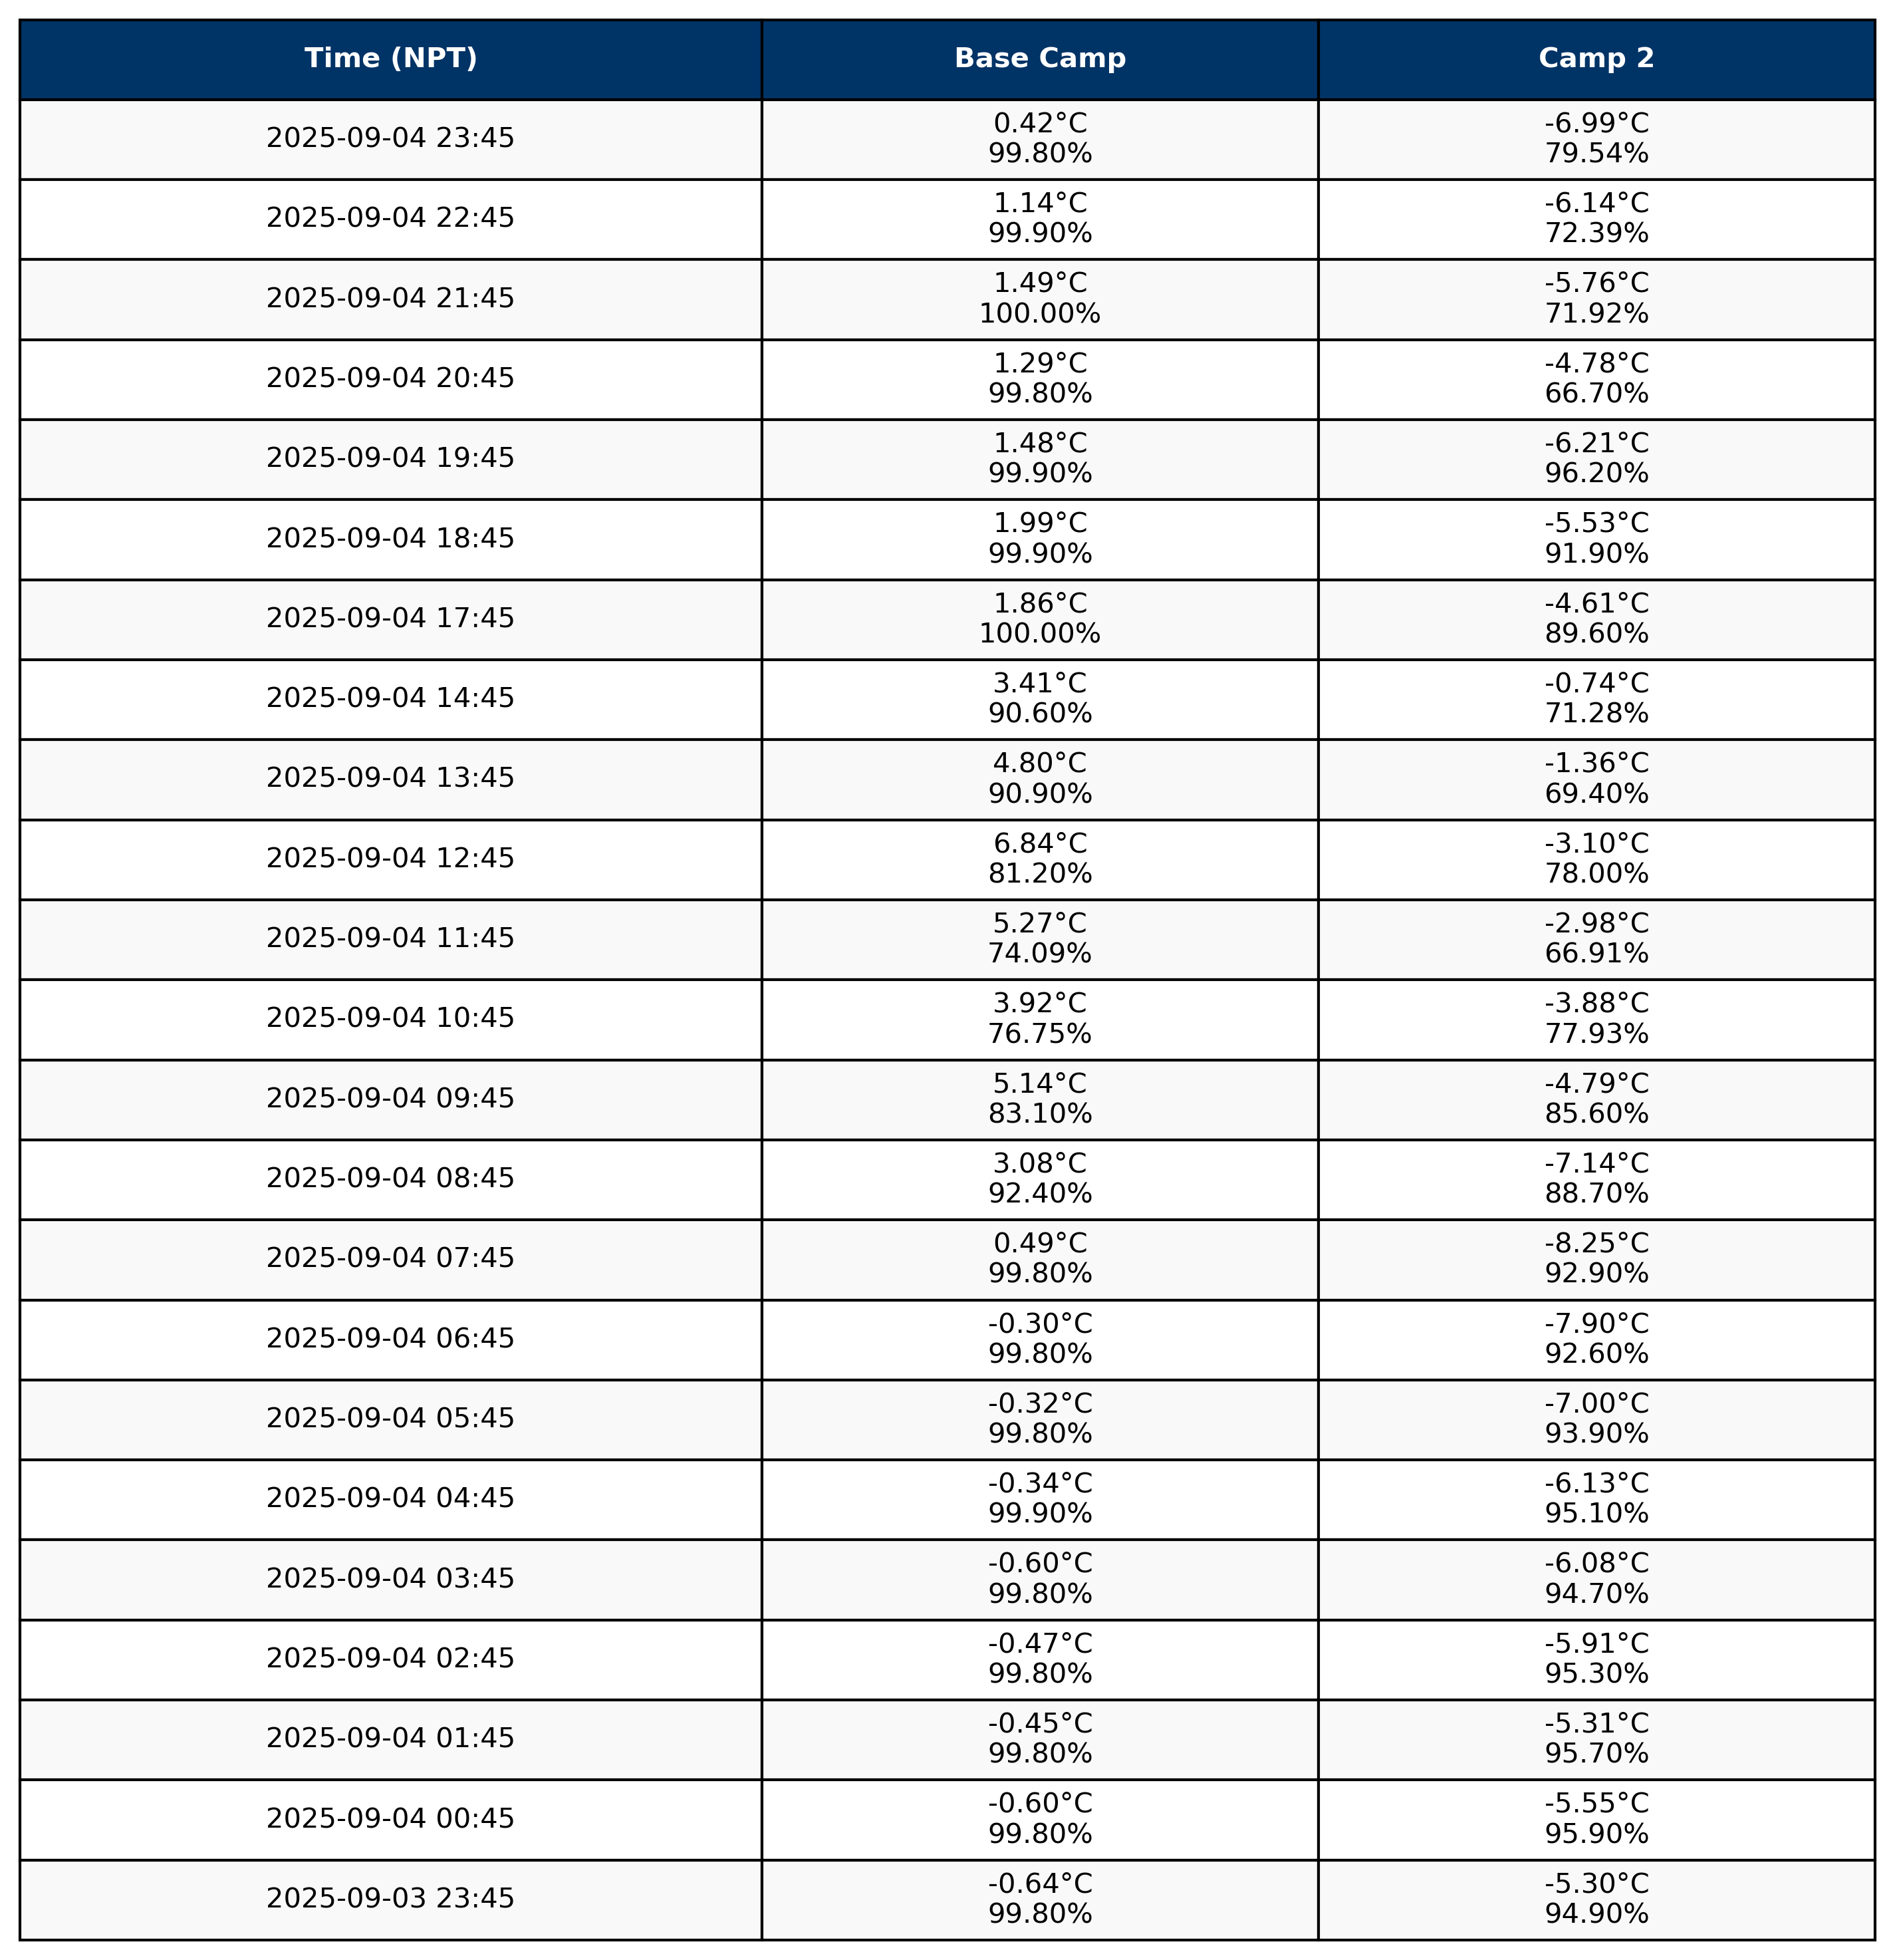 Time (NPT) Base Camp Camp 2
2025-09-04 23:45 0.42°C -6.99°C
99.80% 79.54%
2025-09-04 22:45 1.14°C -6.14°C
99.90% 72.39%
2025-09-04 21:45 1.49°C -5.76°C
100.00% 71.92%
2025-09-04 20:45 1.29°C -4.78°C
99.80% 66.70%
2025-09-04 19:45 1.48°C -6.21°C
99.90% 96.20%
2025-09-04 18:45 1.99°C -5.53°C
99.90% 91.90%
2025-09-04 17:45 1.86°C -4.61°C
100.00% 89.60%
2025-09-04 14:45 3.41°C -0.74°C
90.60% 71.28%
2025-09-04 13:45 4.80°C -1.36°C
90.90% 69.40%
2025-09-04 12:45 6.84°C -3.10°C
81.20% 78.00%
2025-09-04 11:45 5.27°C -2.98°C
74.09% 66.91%
2025-09-04 10:45 3.92°C -3.88°C
76.75% 77.93%
2025-09-04 09:45 5.14°C -4.79°C
83.10% 85.60%
2025-09-04 08:45 3.08°C -7.14°C
92.40% 88.70%
2025-09-04 07:45 0.49°C -8.25°C
99.80% 92.90%
2025-09-04 06:45 -0.30°C -7.90°C
99.80% 92.60%
2025-09-04 05:45 -0.32°C -7.00°C
99.80% 93.90%
2025-09-04 04:45 -0.34°C -6.13°C
99.90% 95.10%
2025-09-04 03:45 -0.60°C -6.08°C
99.80% 94.70%
2025-09-04 02:45 -0.47°C -5.91°C
99.80% 95.30%
2025-09-04 01:45 -0.45°C -5.31°C
99.80% 95.70%
2025-09-04 00:45 -0.60°C -5.55°C
99.80% 95.90%
2025-09-03 23:45 -0.64°C -5.30°C
99.80% 94.90%